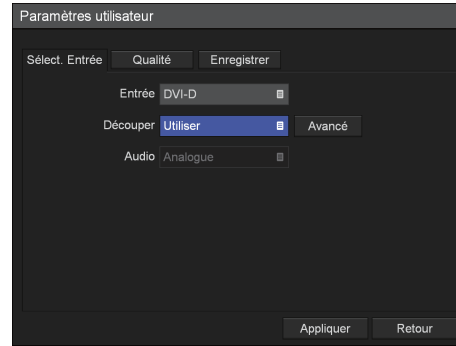 Paramètres utilisateur
Sélect. Entrée Qualité Enregistrer
Entrée DVI-D
Découper Utiliser Avancé
Audio Analogue
Appliquer Retour